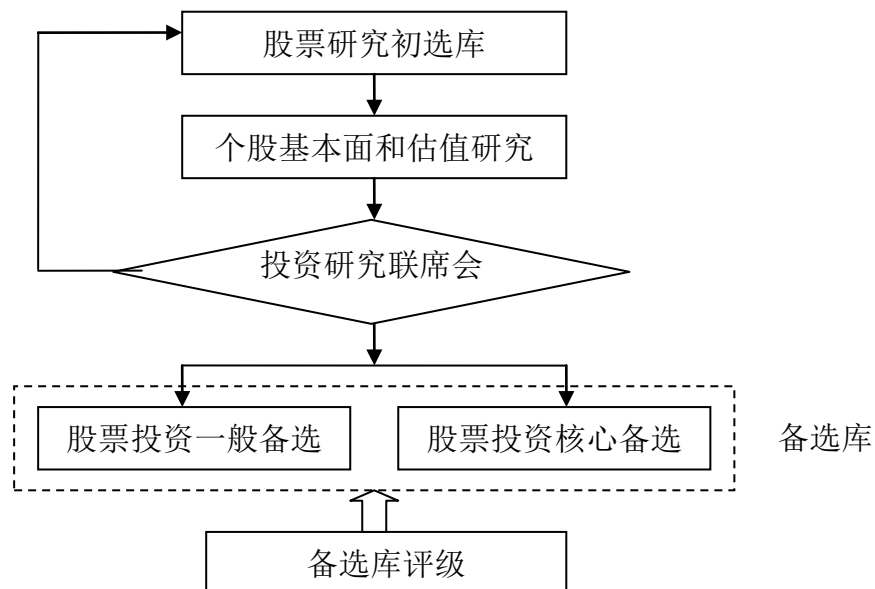 股票研究初选库
个股基本面和估值研究
投资研究联席会
股票投资一般备选
股票投资核心备选
备选库
备选库评级